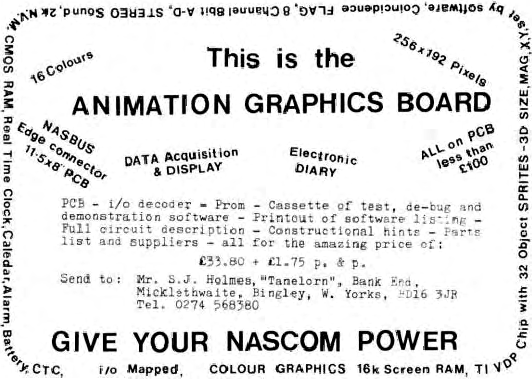 This is the
16 Colours
256 x 192 Pixels
ANIMATION GRAPHICS BOARD
NASBUS
Edge connector
11·5x8" PCB
DATA Acquisition
& DISPLAY
Electronic
DIARY
ALL on PCB
less than
£100
PCB - i/o decoder = Prom - Cassette of test, de-bug and
demonstration software - Printout of software listing -
Full circuit description - Constructional hints - Parts
list and suppliers - all for the amazing price of:
£33.80 + £1.75 p. & p.
Send to: Mr. S.J. Holmes,"Tanelorn", Bank End,
Micklethwaite, Bingley, W. Yorks, BD16 3JR
Tel. 0274 568380
GIVE YOUR NASCOM POWER
CTC, i/o Mapped, COLOUR GRAPHICS 16k Screen RAM, TI VDP
Chip with 32 Object SPRITES -3D SIZE,MAG,XY,set
by software, Coincidence FLAG, 8 Channel 8bit A-D, STEREO Sound, 2k N.V.M.
CMOS RAM, Real Time Clock,Caledar,Alarm, Battery,